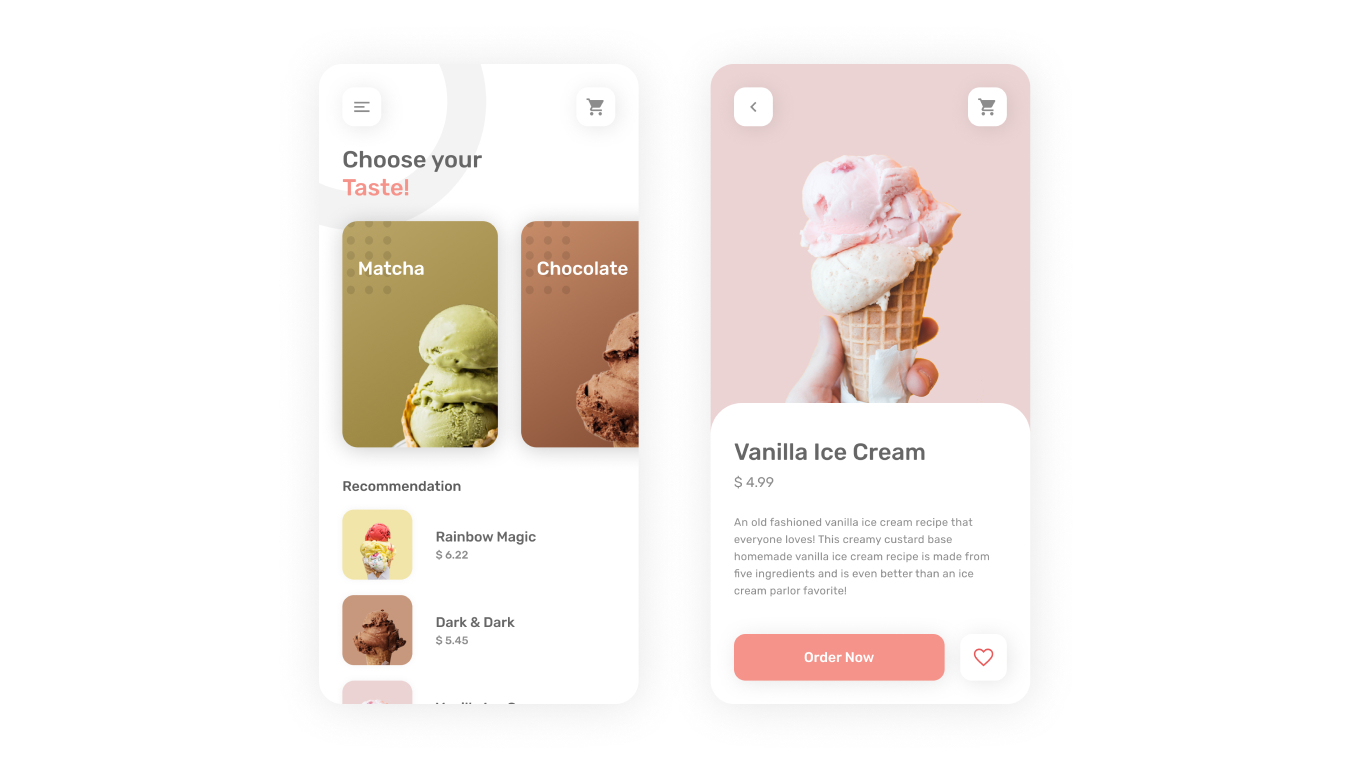 Choose your
Taste!
Matcha
Chocolate
Recommendation
Rainbow Magic
$ 6.22
Dark & Dark
$ 5.45
Vanilla Ice Cream
$ 4.99
An old fashioned vanilla ice cream recipe that
everyone loves! This creamy custard base
homemade vanilla ice cream recipe is made from
five ingredients and is even better than an ice
cream parlor favorite!
Order Now